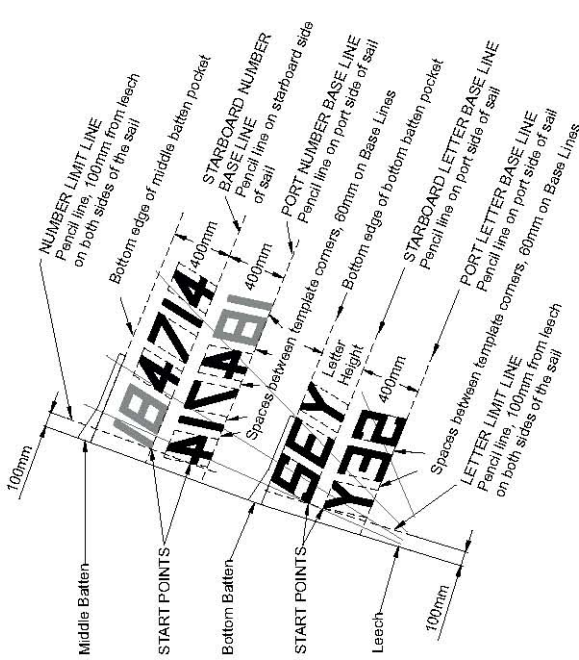 NUMBER LIMIT LINE
Pencil line, 100mm from leech
on both sides of the sail
Bottom edge of middle batten pocket
STARBOARD NUMBER
BASE LINE
Pencil line on starboard side
of sail
PORT NUMBER BASE LINE
Pencil line on port side of sail
Spaces between template corners, 60mm on Base Lines
Bottom edge of bottom batten pocket
STARBOARD LETTER BASE LINE
Pencil line on port side of sail
PORT LETTER BASE LINE
Pencil line on port side of sail
Spaces between template corners, 60mm on Base Lines
LETTER LIMIT LINE
Pencil line, 100mm from leech
on both sides of the sail
400mm
400mm
184714
Letter
Height
SEY
400mm
100mm
Middle Batten
START POINTS
Bottom Batten
START POINTS
Leech
100mm